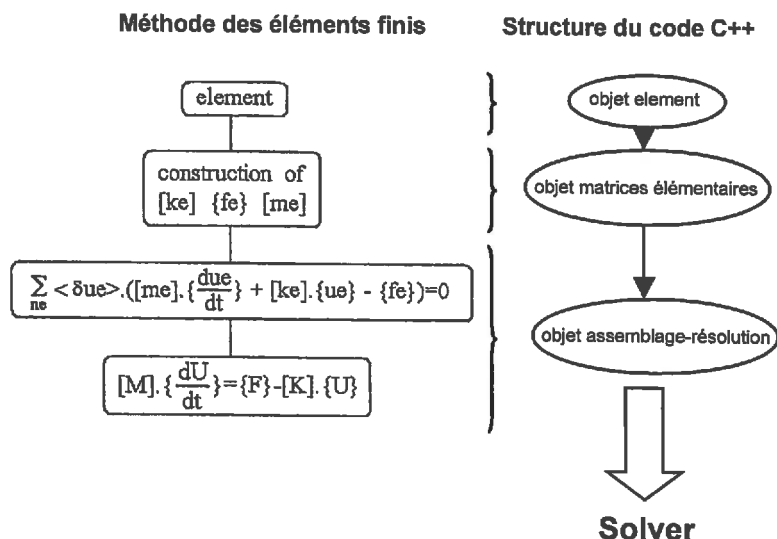 Méthode des éléments finis
Structure du code C++
element
objet element
construction of
[ke] {fe} [me]
objet matrices élémentaires
∑ <δue>.([me].{due/dt} + [ke].{ue} - {fe})=0
ne
objet assemblage-résolution
[M].{dU/dt}={F}-[K].{U}
Solver